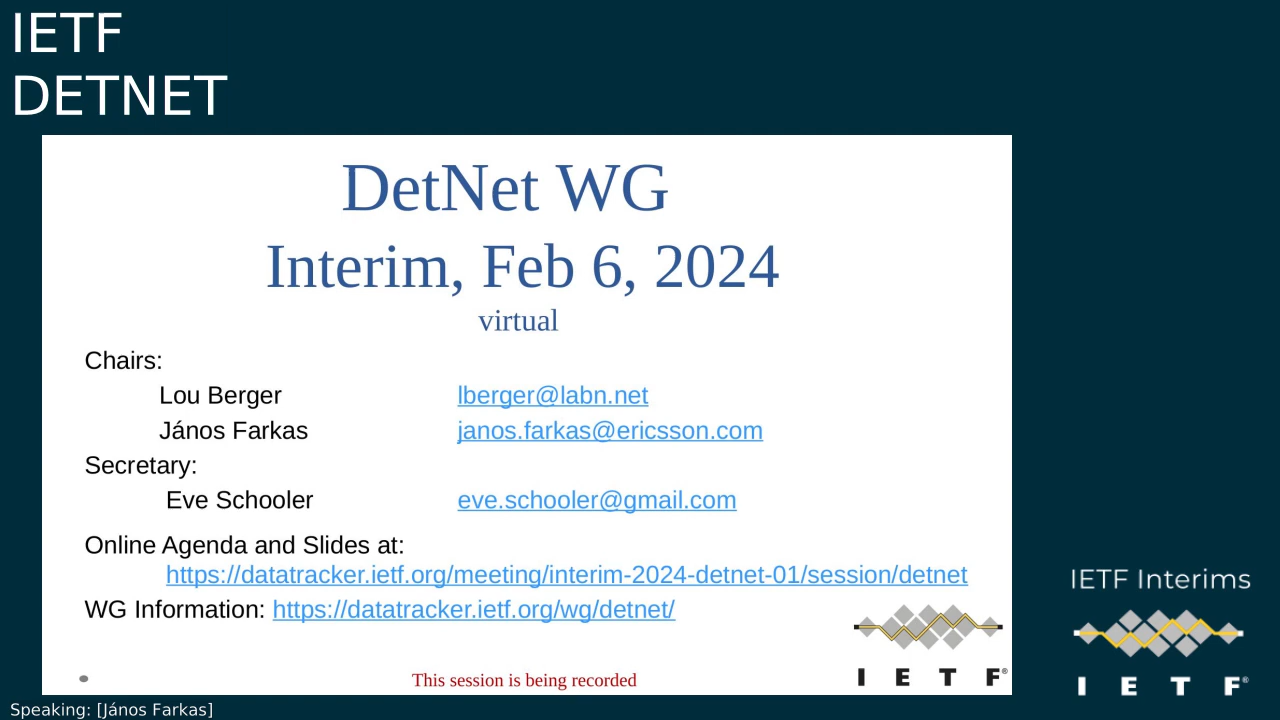 IETF
DETNET
DetNet WG
Interim, Feb 6, 2024
virtual
Chairs:
Lou Berger lberger@labn.net
János Farkas janos.farkas@ericsson.com
Secretary:
Eve Schooler eve.schooler@gmail.com
Online Agenda and Slides at:
https://datatracker.ietf.org/meeting/interim-2024-detnet-01/session/detnet
WG Information: https://datatracker.ietf.org/wg/detnet/
I E T F®
This session is being recorded
IETF Interims
I E T F®
Speaking: [János Farkas]